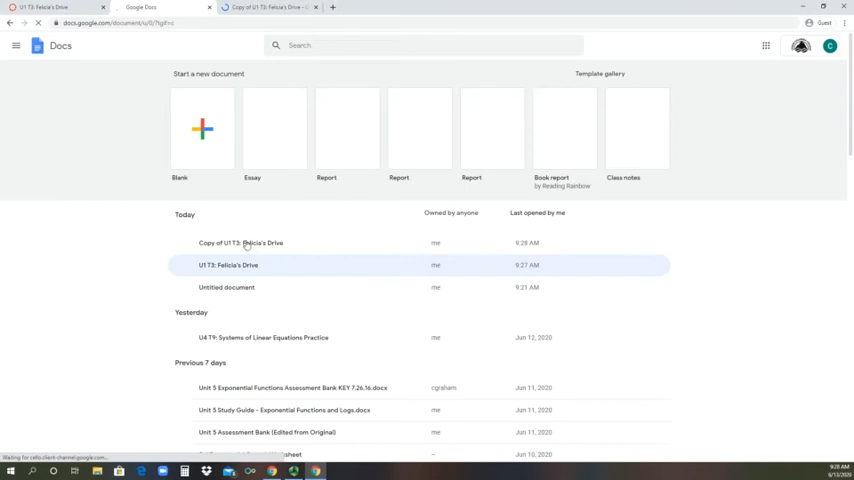 U1 T3: Felicia's Drive
Google Docs
Copy of U1 T3: Felicia's Drive - G
docs.google.com/document/u/0/?tgif=c
Guest
Docs
Search
C
Start a new document
Template gallery
Blank
Essay
Report
Report
Report
Book report
Class notes
by Reading Rainbow
Today
Owned by anyone
Last opened by me
Copy of U1 T3: Felicia's Drive
me
9:28 AM
U1 T3: Felicia's Drive
me
9:27 AM
Untitled document
me
9:21 AM
Yesterday
U4 T9: Systems of Linear Equations Practice
me
Jun 12, 2020
Previous 7 days
Unit 5 Exponential Functions Assessment Bank KEY 7.26.16.docx
cgraham
Jun 11, 2020
Unit 5 Study Guide - Exponential Functions and Logs.docx
me
Jun 11, 2020
Unit 5 Assessment Bank (Edited from Original)
me
Jun 11, 2020
Jun 10, 2020
Waiting for cello.client-channel.google.com...
9:28 AM
6/13/2020